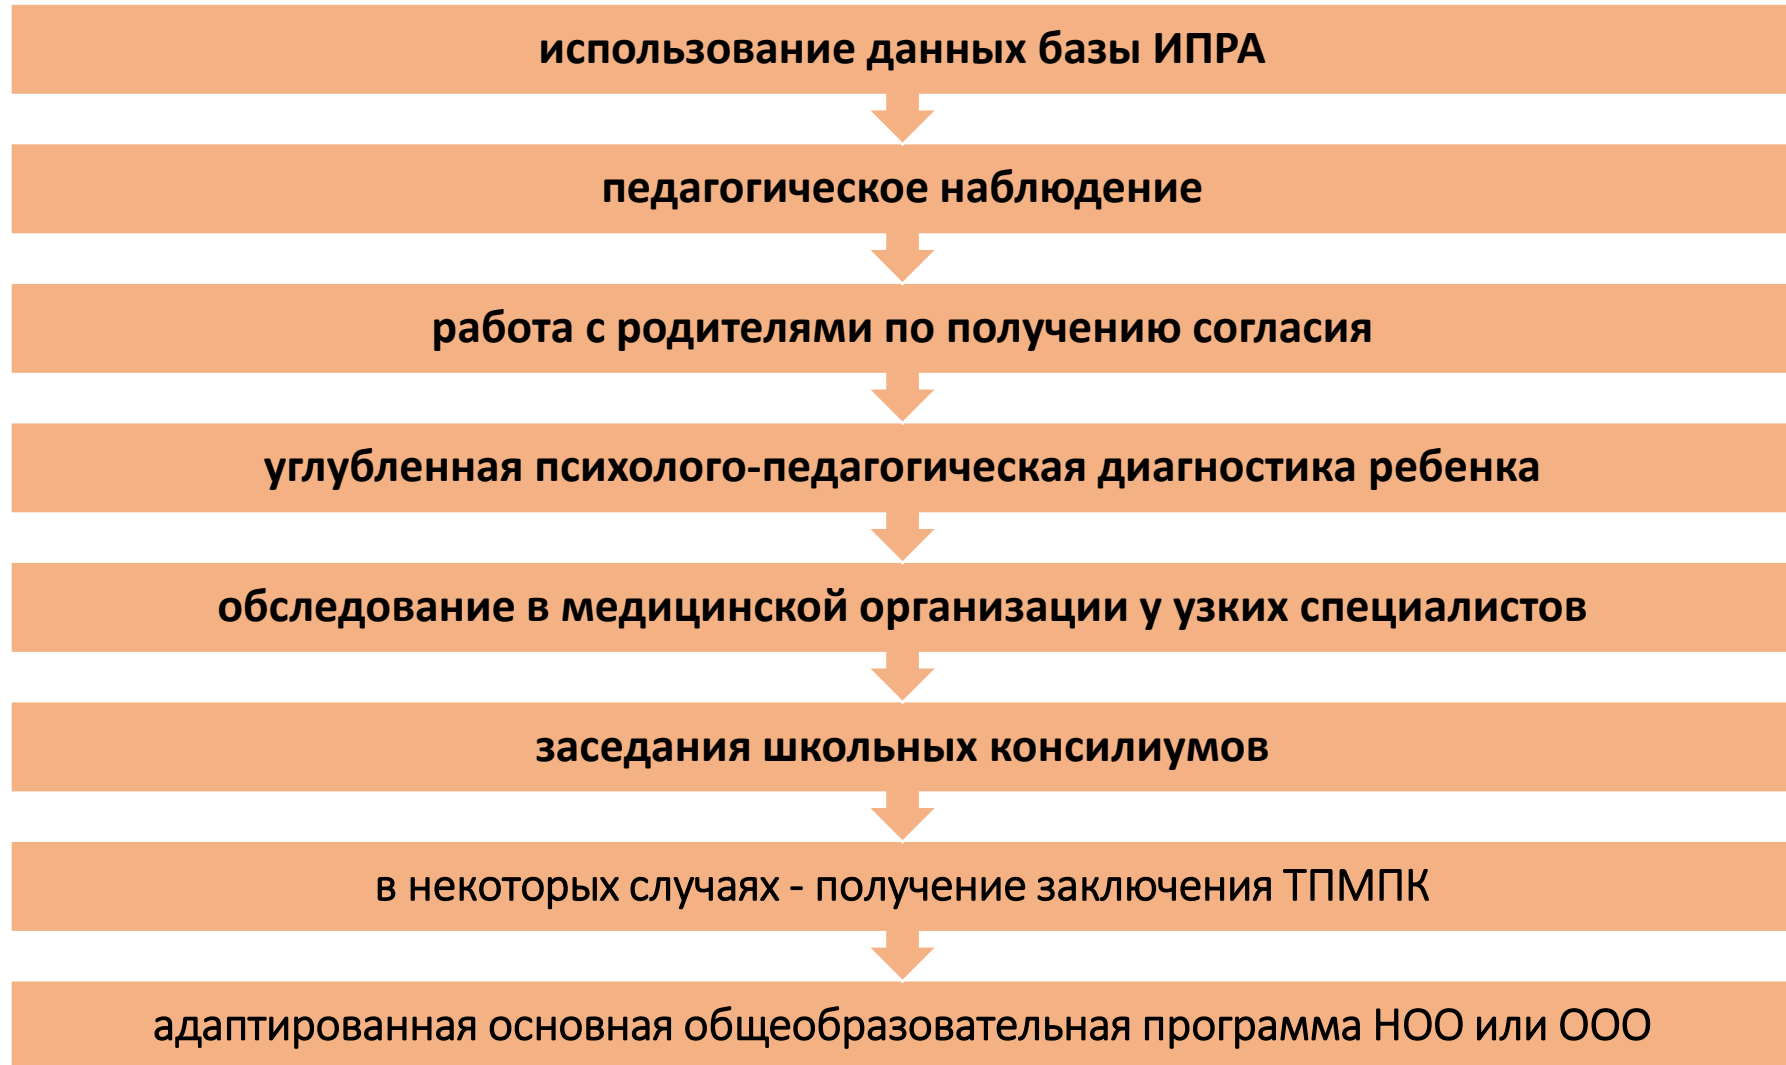 использование данных базы ИПРА
педагогическое наблюдение
работа с родителями по получению согласия
углубленная психолого-педагогическая диагностика ребенка
обследование в медицинской организации у узких специалистов
заседания школьных консилиумов
в некоторых случаях - получение заключения ТПМПК
адаптированная основная общеобразовательная программа НОО или ООО